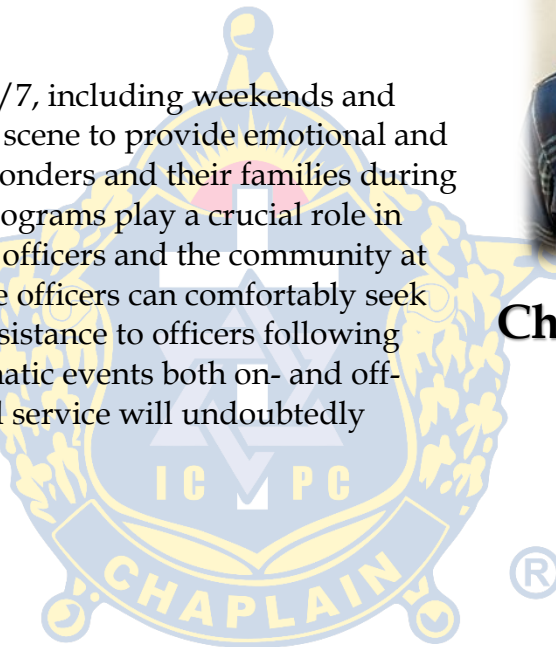 /7, including weekends and
scene to provide emotional and
onders and their families during
ograms play a crucial role in
officers and the community at
e officers can comfortably seek
sistance to officers following
natic events both on- and off-
l service will undoubtedly
Ch
IC PC
CHAPLAIN
®